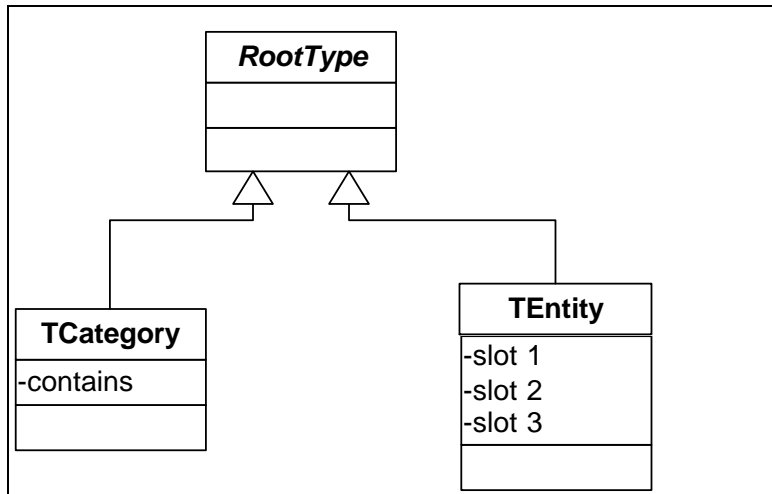 RootType
TCategory
-contains
TEntity
-slot 1
-slot 2
-slot 3